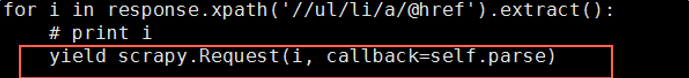 for i in response.xpath('//ul/li/a/@href').extract():
    # print i
    yield scrapy.Request(i, callback=self.parse)